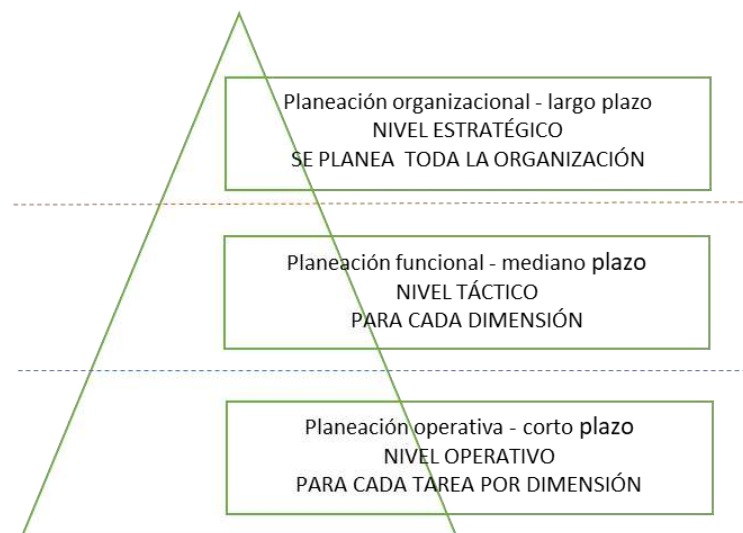 Planeación organizacional - largo plazo
NIVEL ESTRATÉGICO
SE PLANEA TODA LA ORGANIZACIÓN
Planeación funcional - mediano plazo
NIVEL TÁCTICO
PARA CADA DIMENSIÓN
Planeación operativa - corto plazo
NIVEL OPERATIVO
PARA CADA TAREA POR DIMENSIÓN